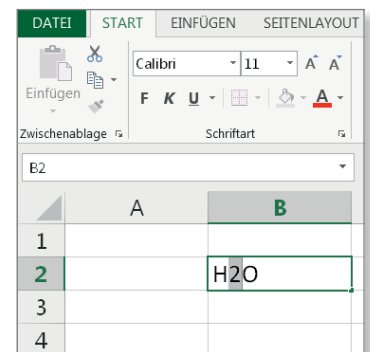 DATEI START EINFÜGEN SEITENLAYOUT
Calibri 11 A A
Einfügen F K U A
Zwischenablage Schriftart
B2
A B
1
2 H2O
3
4